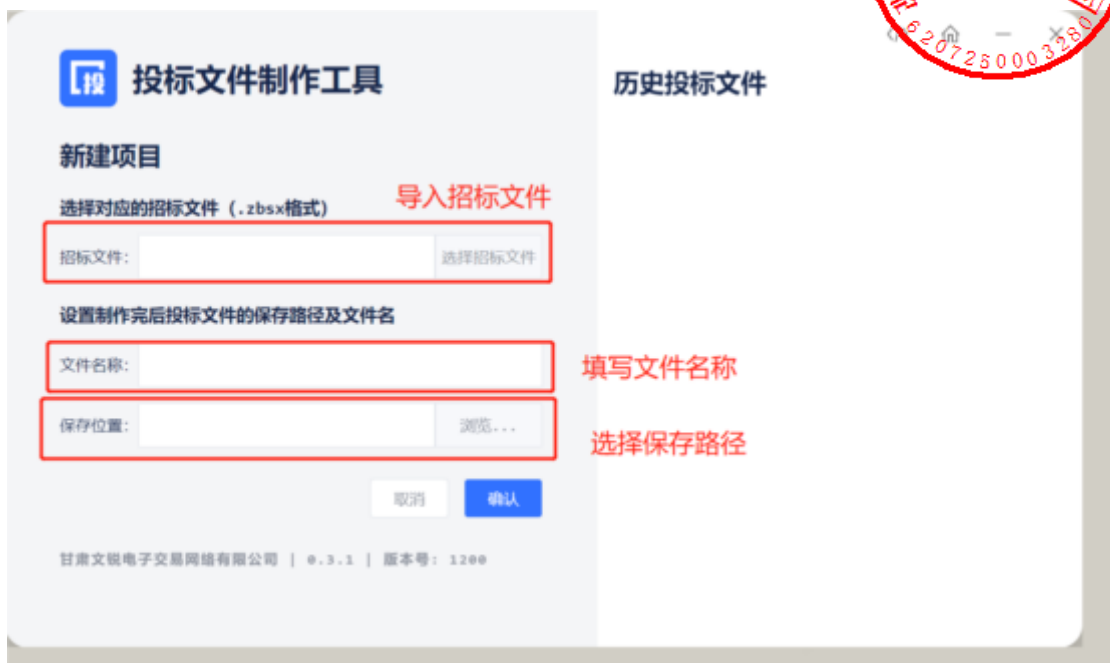 投标文件制作工具
历史投标文件
6207250003280
新建项目
导入招标文件
选择对应的招标文件（.zbsx格式）
招标文件:
选择招标文件
设置制作完后投标文件的保存路径及文件名
文件名称:
填写文件名称
保存位置:
浏览...
选择保存路径
取消
确认
甘肃文锐电子交易网络有限公司 | 0.3.1 | 版本号: 1200